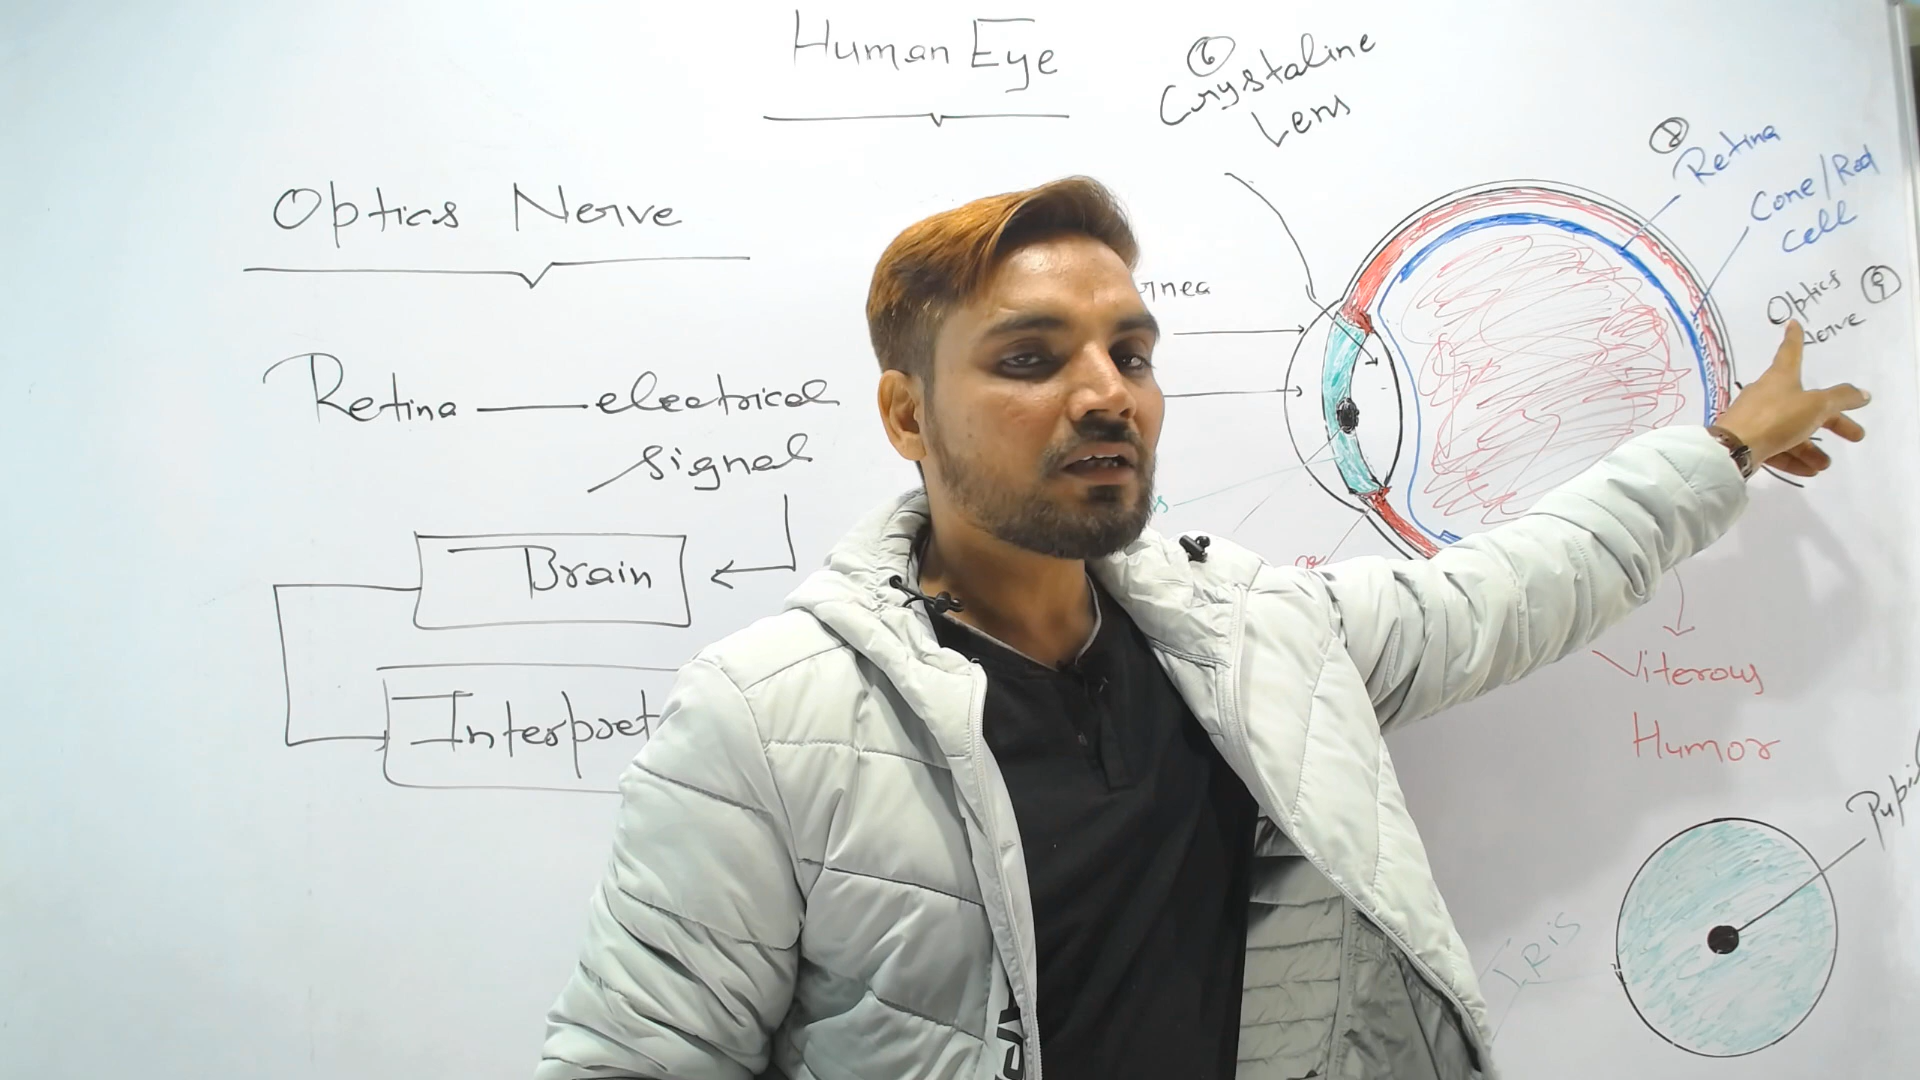 Human Eye
Optics Nerve
Retina — electrical
signal
Brain
Interpret
6
Crystaline
Lens
8
Retina
Cone/Rod
cell
Optics 9
Nerve
Viterous
Humor
IRIS